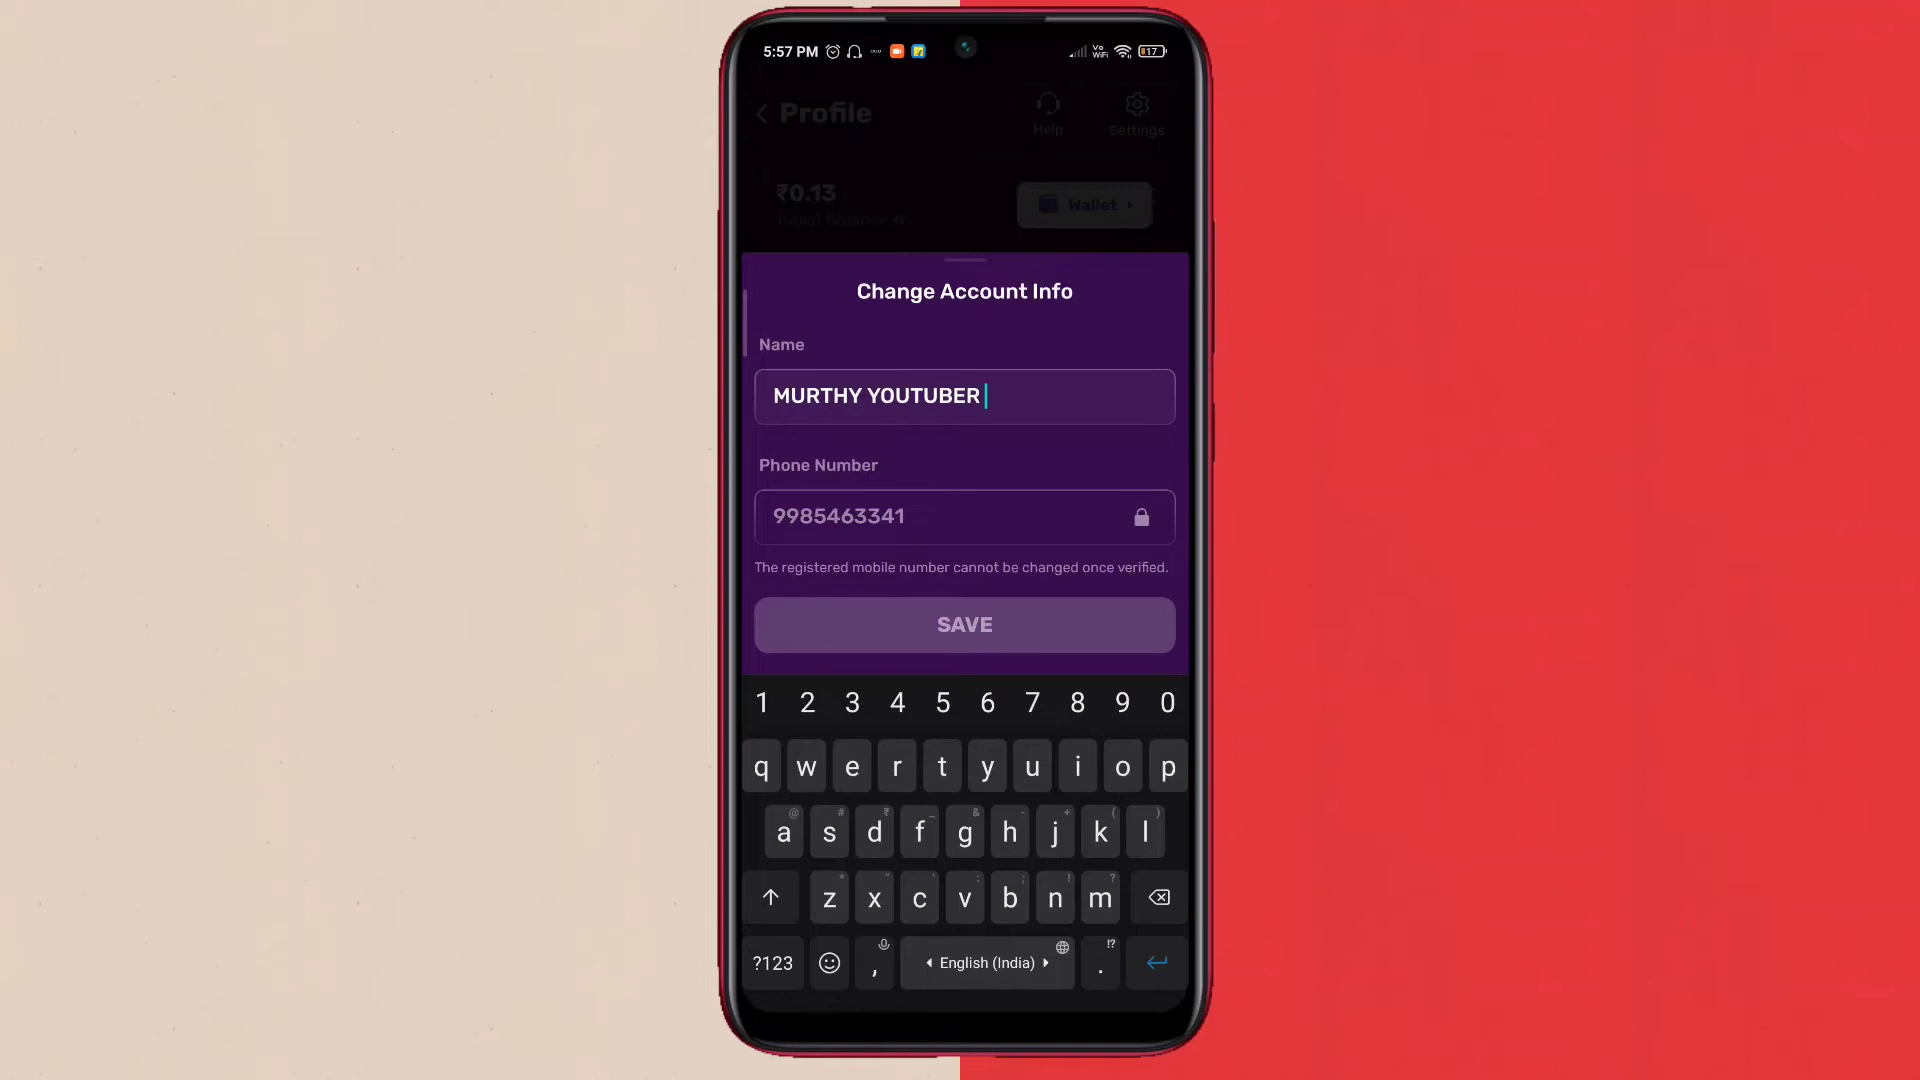 5:57 PM
17
Profile
Help
Settings
₹0.13
Wallet
Change Account Info
Name
MURTHY YOUTUBER
Phone Number
9985463341
The registered mobile number cannot be changed once verified.
SAVE
1 2 3 4 5 6 7 8 9 0
q w e r t y u i o p
@ # ₹ _ & - + ( )
a s d f g h j k l
* " ' : ; ! ?
z x c v b n m
!?
?123 , English (India) .